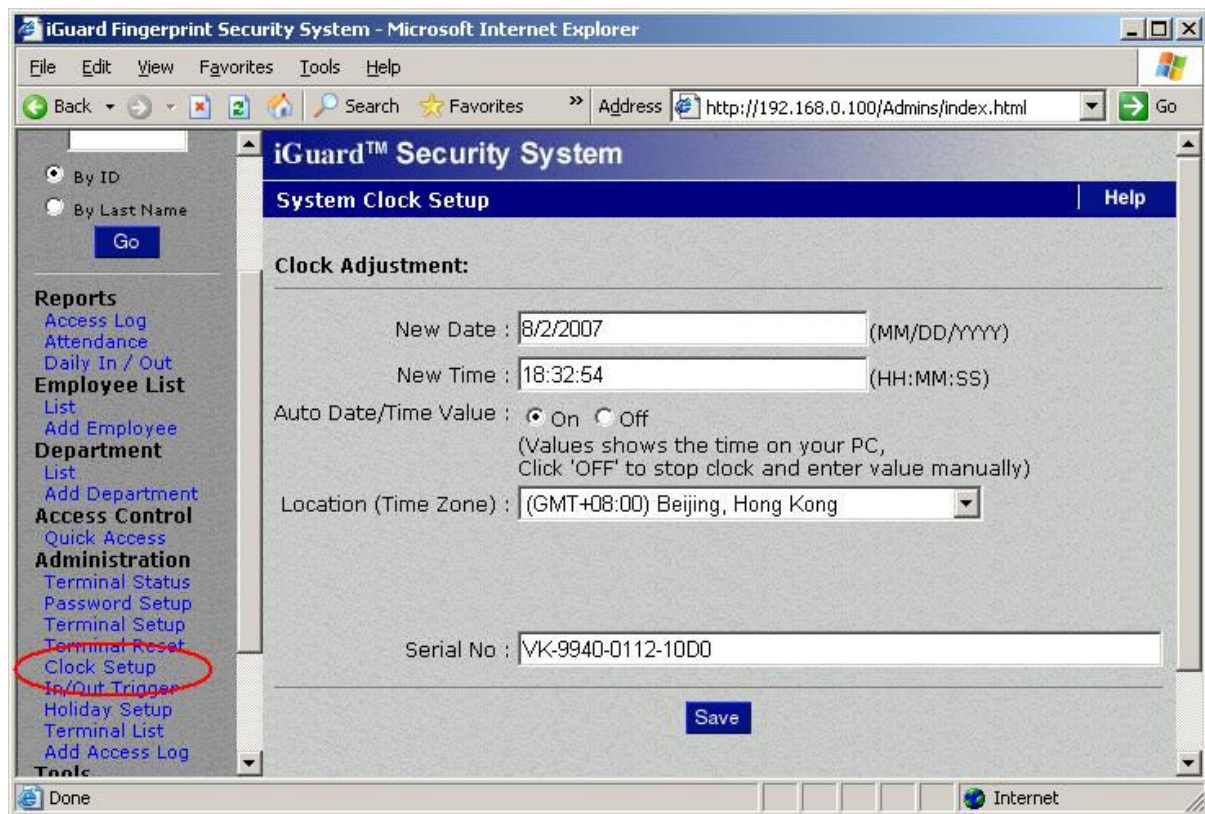 iGuard Fingerprint Security System - Microsoft Internet Explorer
File Edit View Favorites Tools Help
Back Search Favorites » Address http://192.168.0.100/Admins/index.html Go
By ID
By Last Name
Go
Reports
Access Log
Attendance
Daily In / Out
Employee List
List
Add Employee
Department
List
Add Department
Access Control
Quick Access
Administration
Terminal Status
Password Setup
Terminal Setup
Terminal Reset
Clock Setup
In/Out Trigger
Holiday Setup
Terminal List
Add Access Log
Tools
iGuard™ Security System
System Clock Setup | Help
Clock Adjustment:
New Date : 8/2/2007 (MM/DD/YYYY)
New Time : 18:32:54 (HH:MM:SS)
Auto Date/Time Value : On Off
(Values shows the time on your PC,
Click 'OFF' to stop clock and enter value manually)
Location (Time Zone) : (GMT+08:00) Beijing, Hong Kong
Serial No : VK-9940-0112-10D0
Save
Done Internet